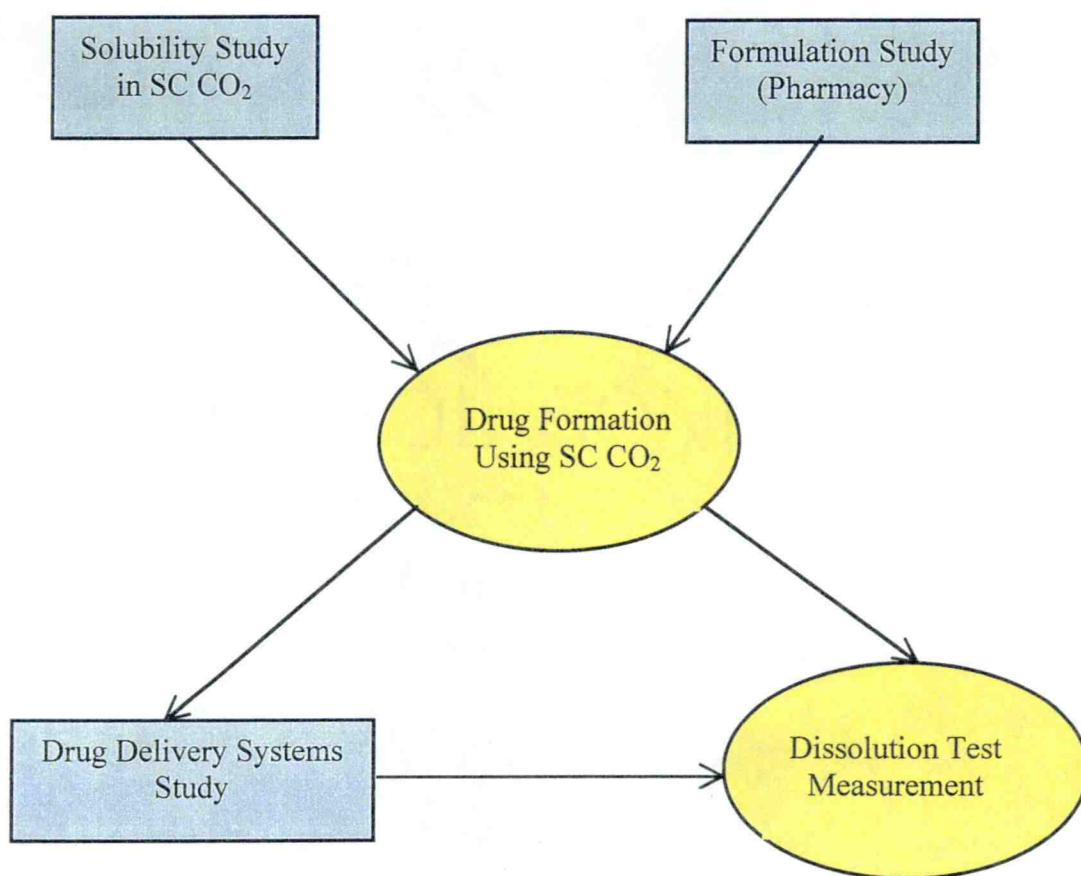 Solubility Study
in SC CO₂
Formulation Study
(Pharmacy)
Drug Formation
Using SC CO₂
Drug Delivery Systems
Study
Dissolution Test
Measurement